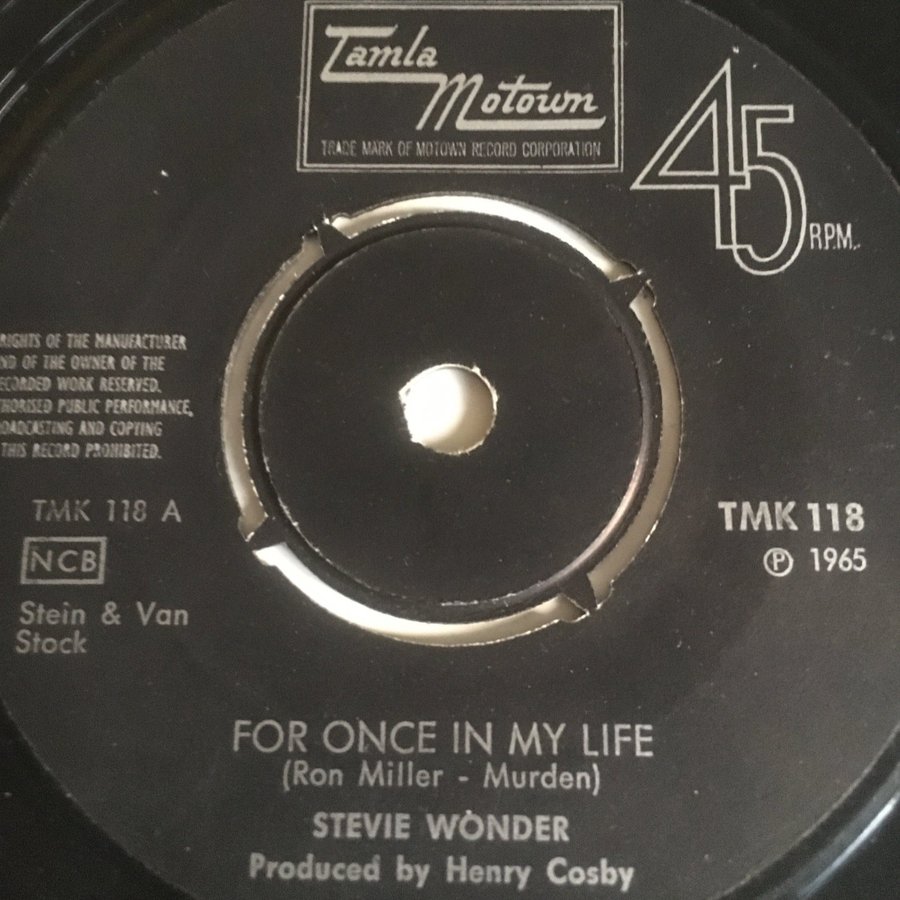 Tamla
Motown
TRADE MARK OF MOTOWN RECORD CORPORATION
45
R.P.M.
RIGHTS OF THE MANUFACTURER
ND OF THE OWNER OF THE
ECORDED WORK RESERVED.
THORISED PUBLIC PERFORMANCE,
OADCASTING AND COPYING
THIS RECORD PROHIBITED.
TMK 118 A
NCB
Stein & Van
Stock
TMK 118
℗ 1965
FOR ONCE IN MY LIFE
(Ron Miller - Murden)
STEVIE WONDER
Produced by Henry Cosby